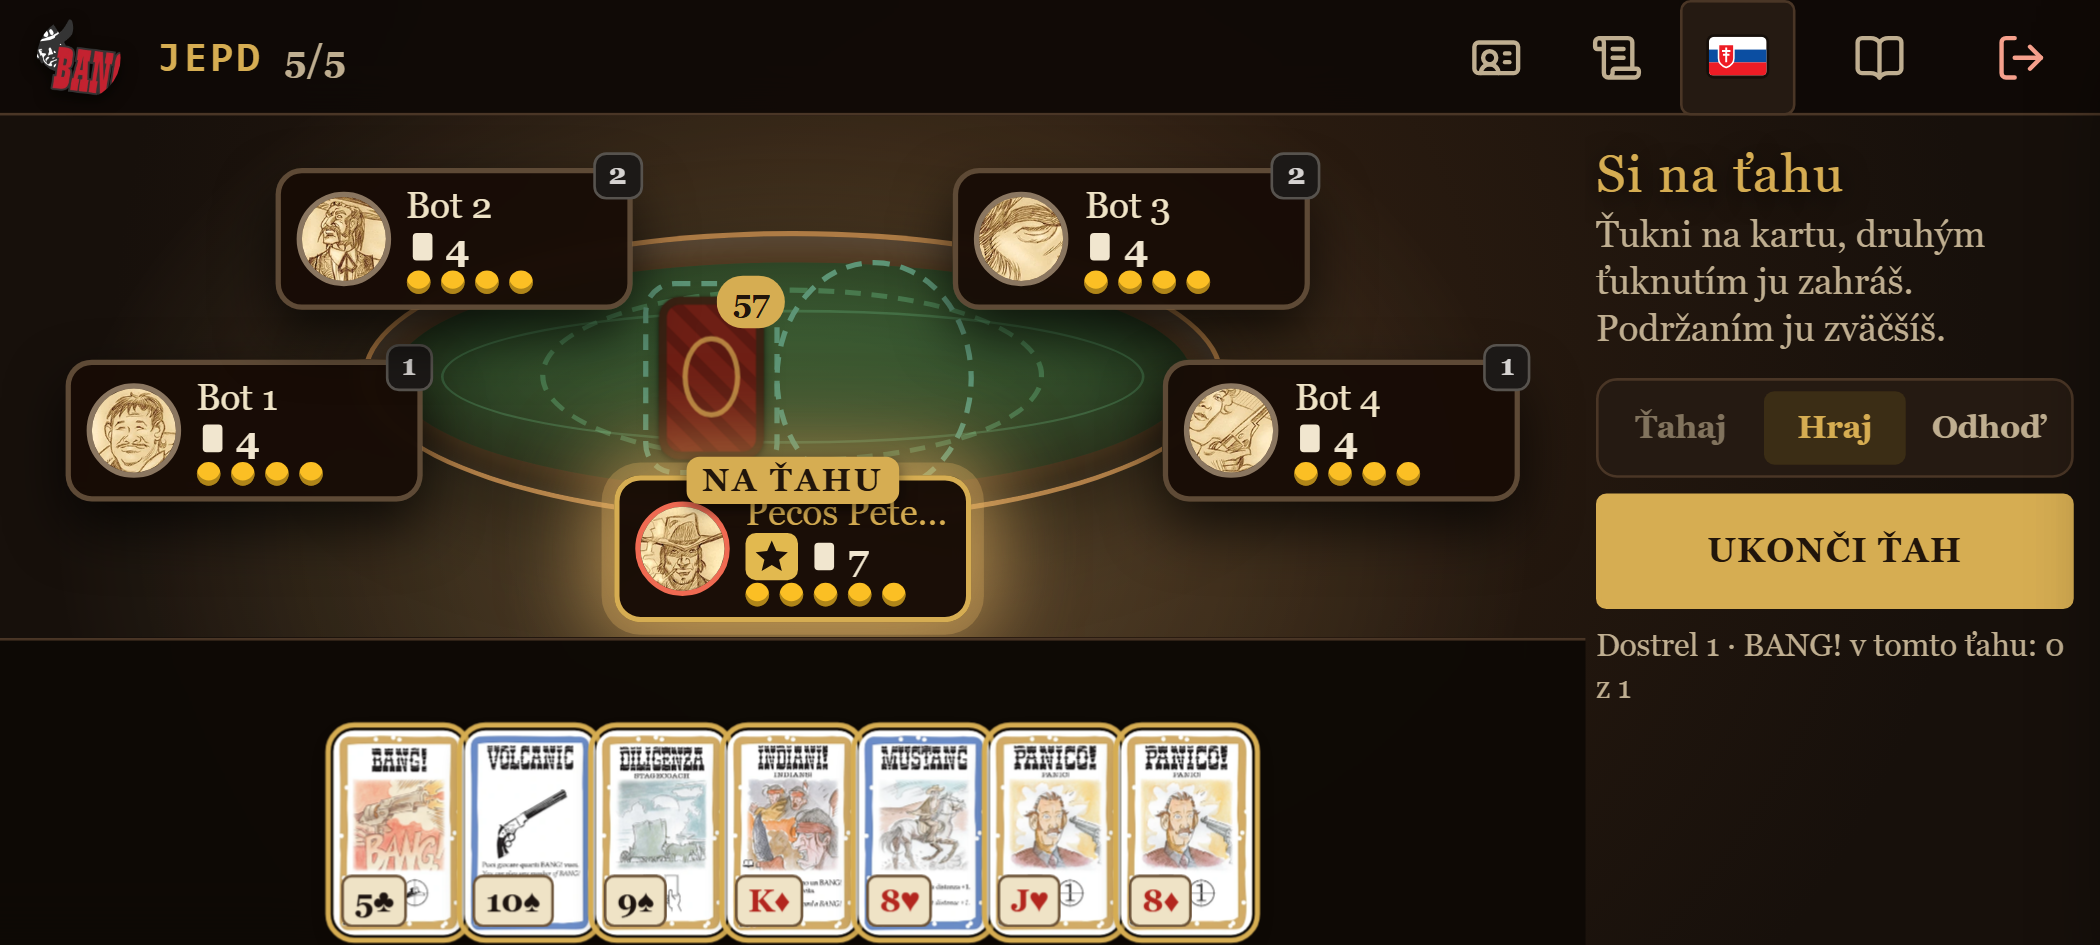 BANG!
JEPD 5/5
Bot 2
4
2
Bot 3
4
2
Bot 1
4
1
57
Bot 4
4
1
NA ŤAHU
Pecos Pete...
7
Si na ťahu
Ťukni na kartu, druhým
ťuknutím ju zahráš.
Podržaním ju zväčšíš.
Ťahaj Hraj Odhoď
UKONČI ŤAH
Dostrel 1 · BANG! v tomto ťahu: 0
z 1
BANG!
BANG!
5♣
VOLCANIC
10♠
DILIGENZA
STAGECOACH
9♠
INDIANI!
INDIANS!
K♦
MUSTANG
8♥
PANICO!
PANIC!
J♥
1
PANICO!
PANIC!
8♦
1